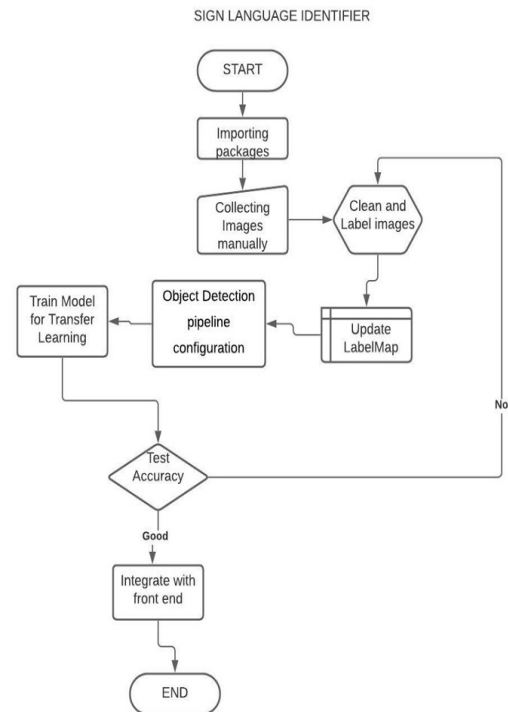 SIGN LANGUAGE IDENTIFIER
START
Importing
packages
Collecting
Images
manually
Clean and
Label images
Update
LabelMap
Object Detection
pipeline
configuration
Train Model
for Transfer
Learning
No
Test
Accuracy
Good
Integrate with
front end
END